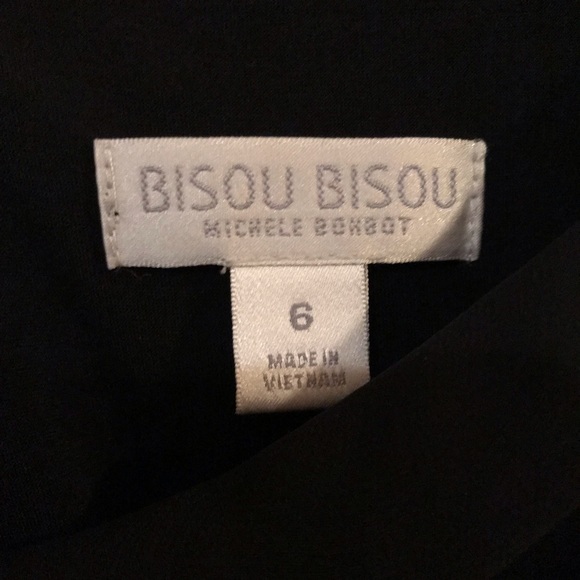 BISOU BISOU
MICHELE BOHBOT
6
MADE IN
VIETNAM